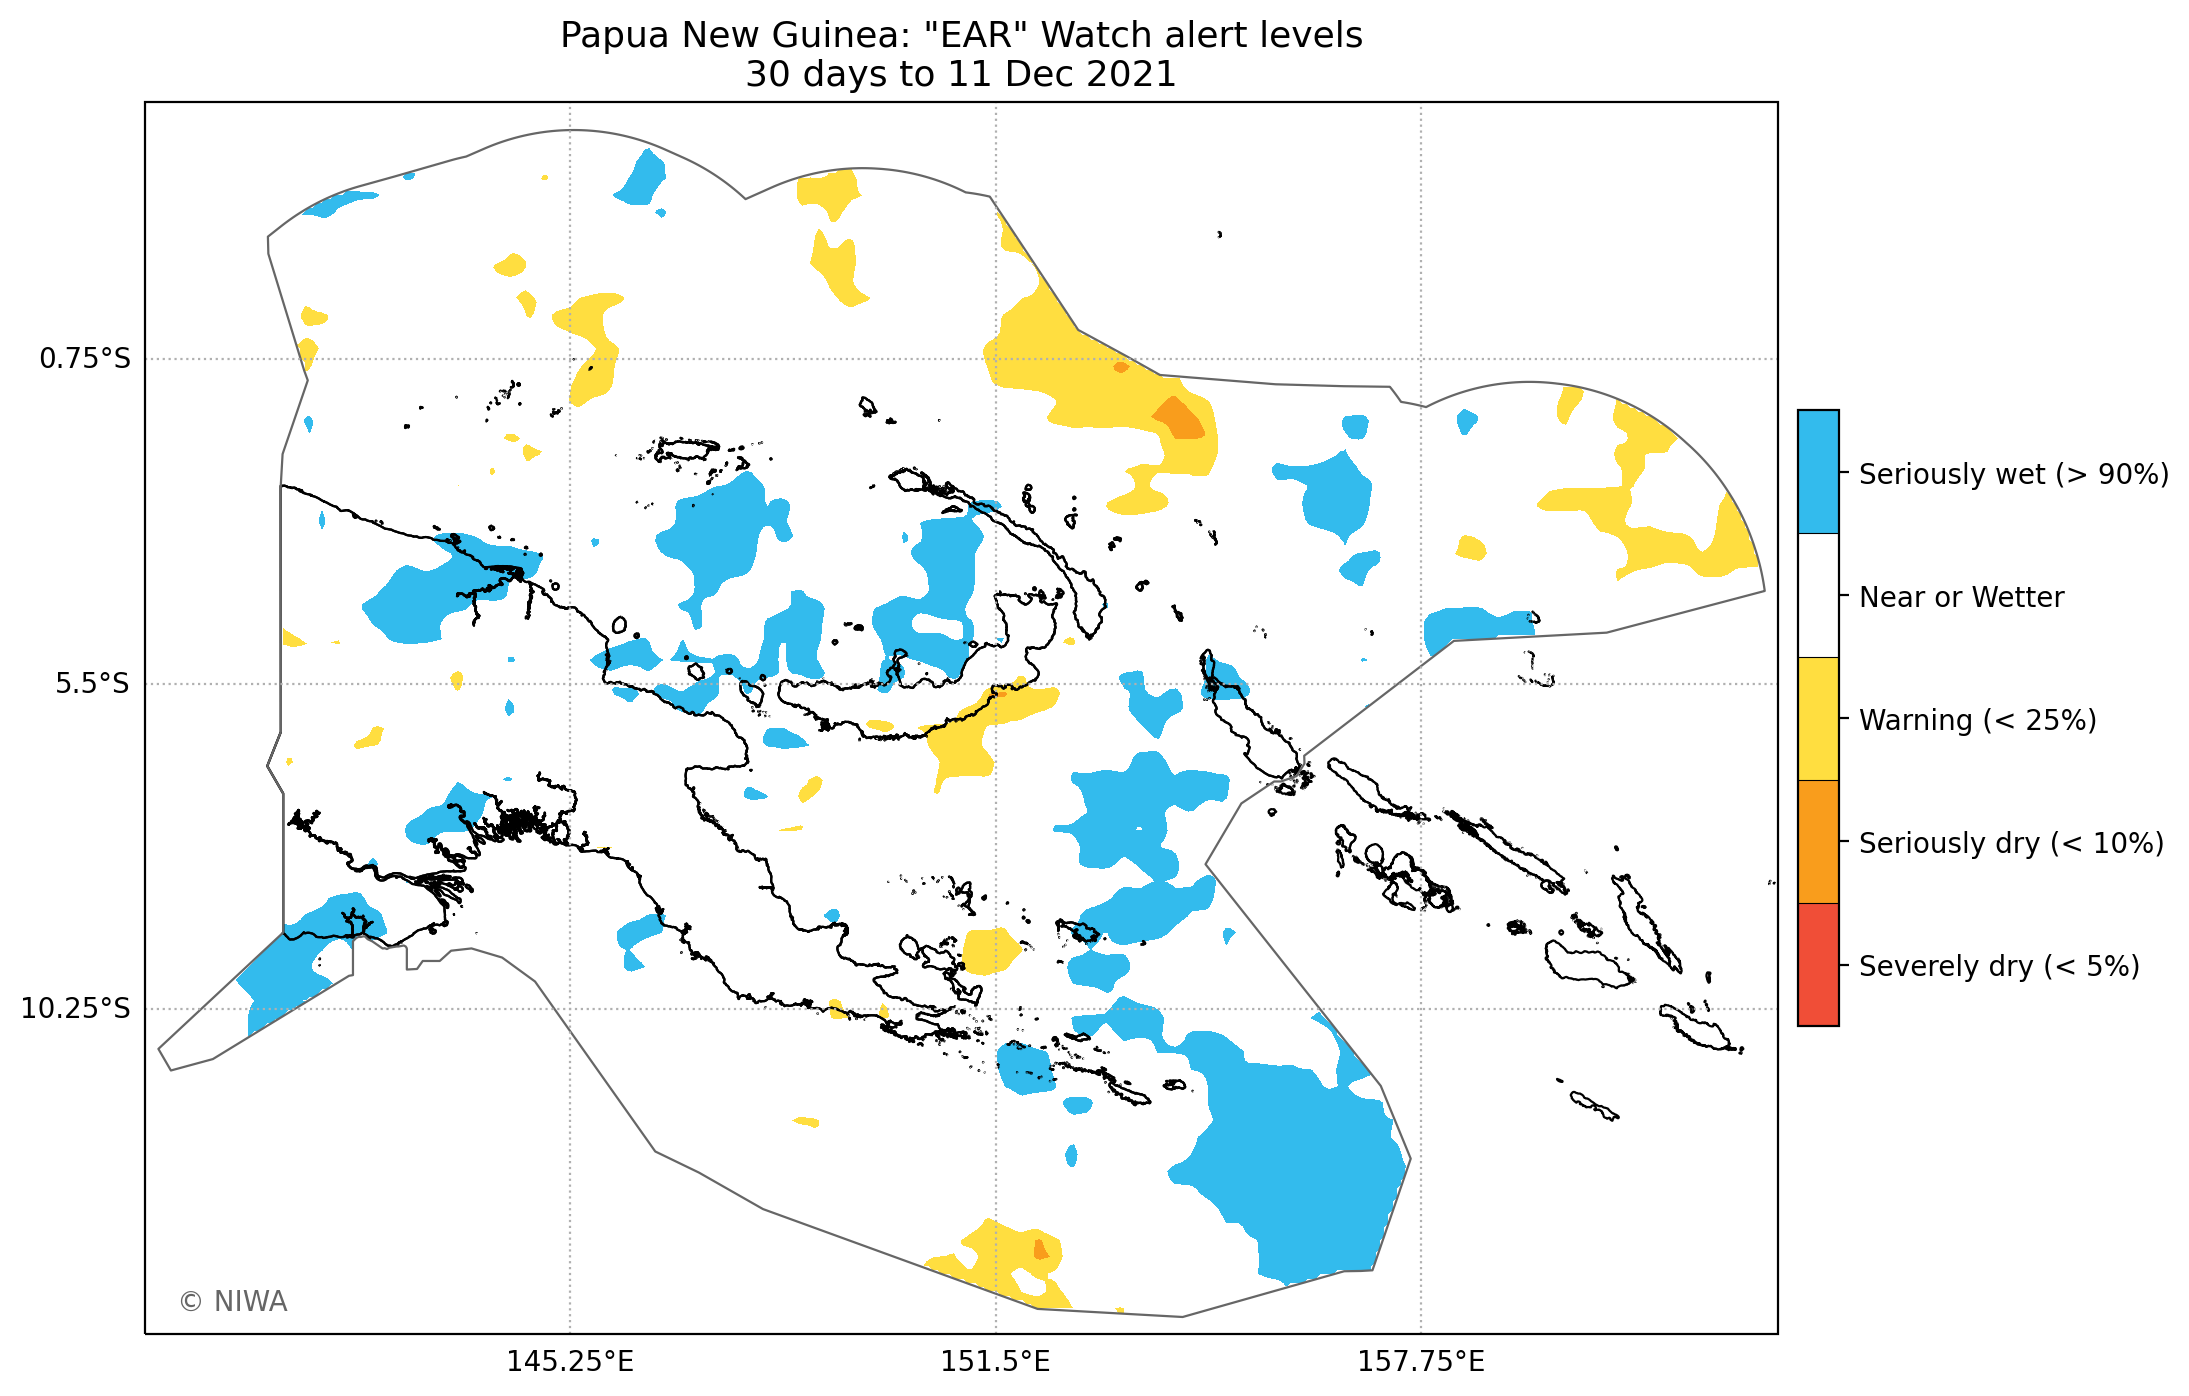 Papua New Guinea: "EAR" Watch alert levels
30 days to 11 Dec 2021
0.75°S
5.5°S
10.25°S
145.25°E
151.5°E
157.75°E
© NIWA
Seriously wet (> 90%)
Near or Wetter
Warning (< 25%)
Seriously dry (< 10%)
Severely dry (< 5%)